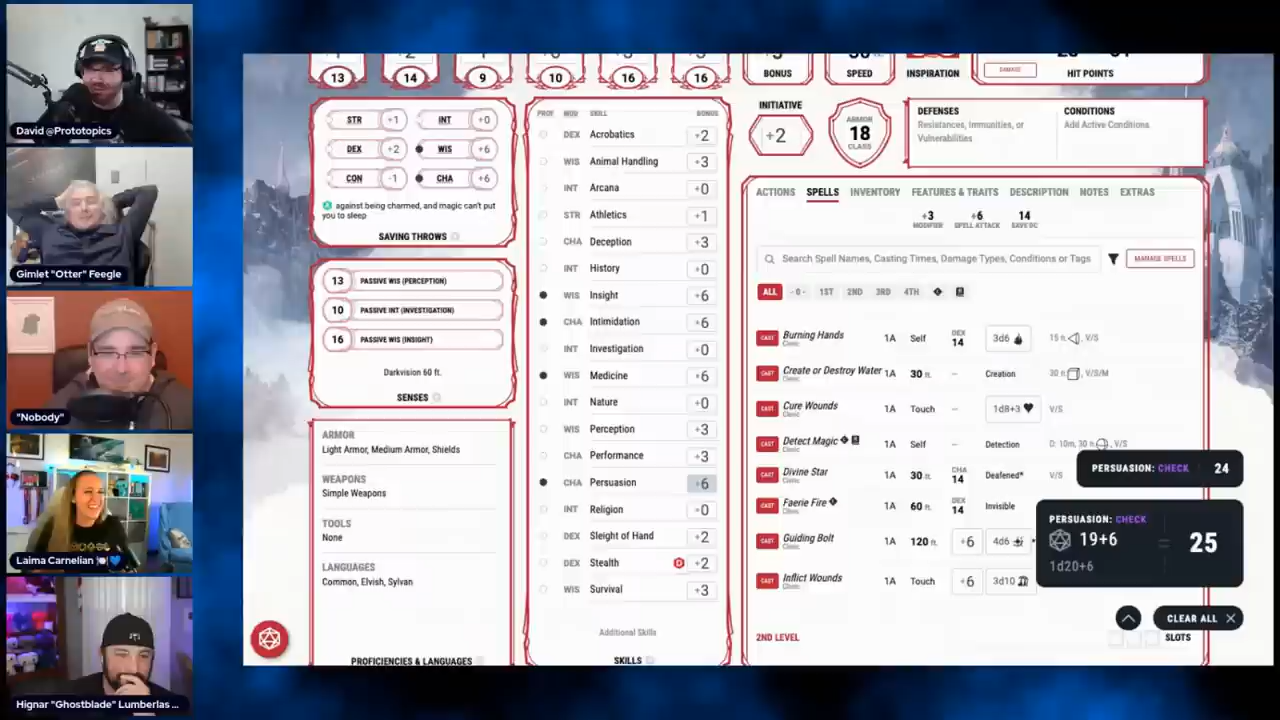 David @Prototopics
Gimlet "Otter" Feegle
"Nobody"
Laima Carnelian
Hignar "Ghostblade" Lumberlas ...
13
14
9
10
16
16
BONUS
SPEED
INSPIRATION
DAMAGE
HIT POINTS
STR +1
INT +0
DEX +2
WIS +6
CON -1
CHA +6
against being charmed, and magic can't put
you to sleep
SAVING THROWS
13 PASSIVE WIS (PERCEPTION)
10 PASSIVE INT (INVESTIGATION)
16 PASSIVE WIS (INSIGHT)
Darkvision 60 ft.
SENSES
ARMOR
Light Armor, Medium Armor, Shields
WEAPONS
Simple Weapons
TOOLS
None
LANGUAGES
Common, Elvish, Sylvan
PROFICIENCIES & LANGUAGES
PROF MOD SKILL BONUS
DEX Acrobatics +2
WIS Animal Handling +3
INT Arcana +0
STR Athletics +1
CHA Deception +3
INT History +0
WIS Insight +6
CHA Intimidation +6
INT Investigation +0
WIS Medicine +6
INT Nature +0
WIS Perception +3
CHA Performance +3
CHA Persuasion +6
INT Religion +0
DEX Sleight of Hand +2
DEX Stealth +2
WIS Survival +3
Additional Skills
SKILLS
INITIATIVE
+2
ARMOR
18
CLASS
DEFENSES
Resistances, Immunities, or
Vulnerabilities
CONDITIONS
Add Active Conditions
ACTIONS SPELLS INVENTORY FEATURES & TRAITS DESCRIPTION NOTES EXTRAS
+3 +6 14
MODIFIER SPELL ATTACK SAVE DC
Search Spell Names, Casting Times, Damage Types, Conditions or Tags
MANAGE SPELLS
ALL - 0 - 1ST 2ND 3RD 4TH
CAST Burning Hands Cleric 1A Self DEX 14 3d6 15 ft. V/S
CAST Create or Destroy Water Cleric 1A 30 ft. -- Creation 30 ft. V/S/M
CAST Cure Wounds Cleric 1A Touch -- 1d8+3 V/S
CAST Detect Magic Cleric 1A Self -- Detection D: 10m, 30 ft. V/S
CAST Divine Star Cleric 1A 30 ft. CHA 14 Deafened* V/S
CAST Faerie Fire Cleric 1A 60 ft. DEX 14 Invisible
CAST Guiding Bolt Cleric 1A 120 ft. +6 4d6
CAST Inflict Wounds Cleric 1A Touch +6 3d10
2ND LEVEL
SLOTS
PERSUASION: CHECK 24
PERSUASION: CHECK
19+6 = 25
1d20+6
CLEAR ALL X